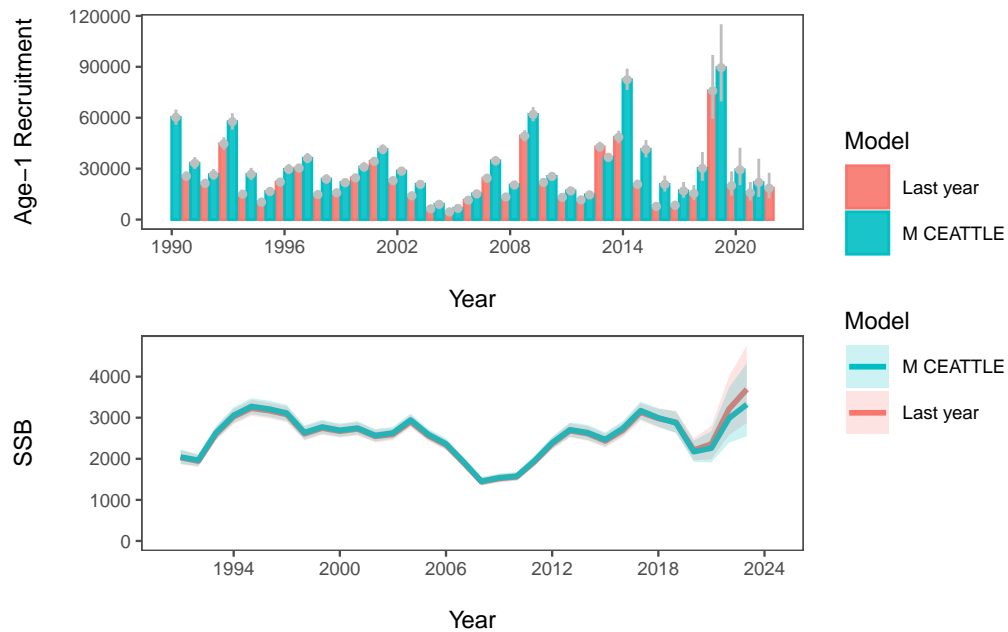 Age−1 Recruitment
120000
90000
60000
30000
0
1990
1996
2002
2008
2014
2020
Year
Model
Last year
M CEATTLE
SSB
4000
3000
2000
1000
0
1994
2000
2006
2012
2018
2024
Year
Model
M CEATTLE
Last year